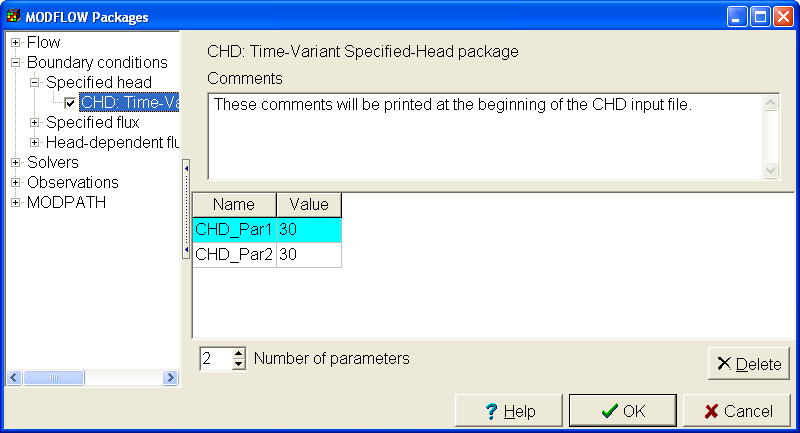 MODFLOW Packages
Flow
Boundary conditions
Specified head
CHD: Time-Va
Specified flux
Head-dependent flu
Solvers
Observations
MODPATH
CHD: Time-Variant Specified-Head package
Comments
These comments will be printed at the beginning of the CHD input file.
Name Value
CHD_Par1 30
CHD_Par2 30
2 Number of parameters
Delete
Help OK Cancel